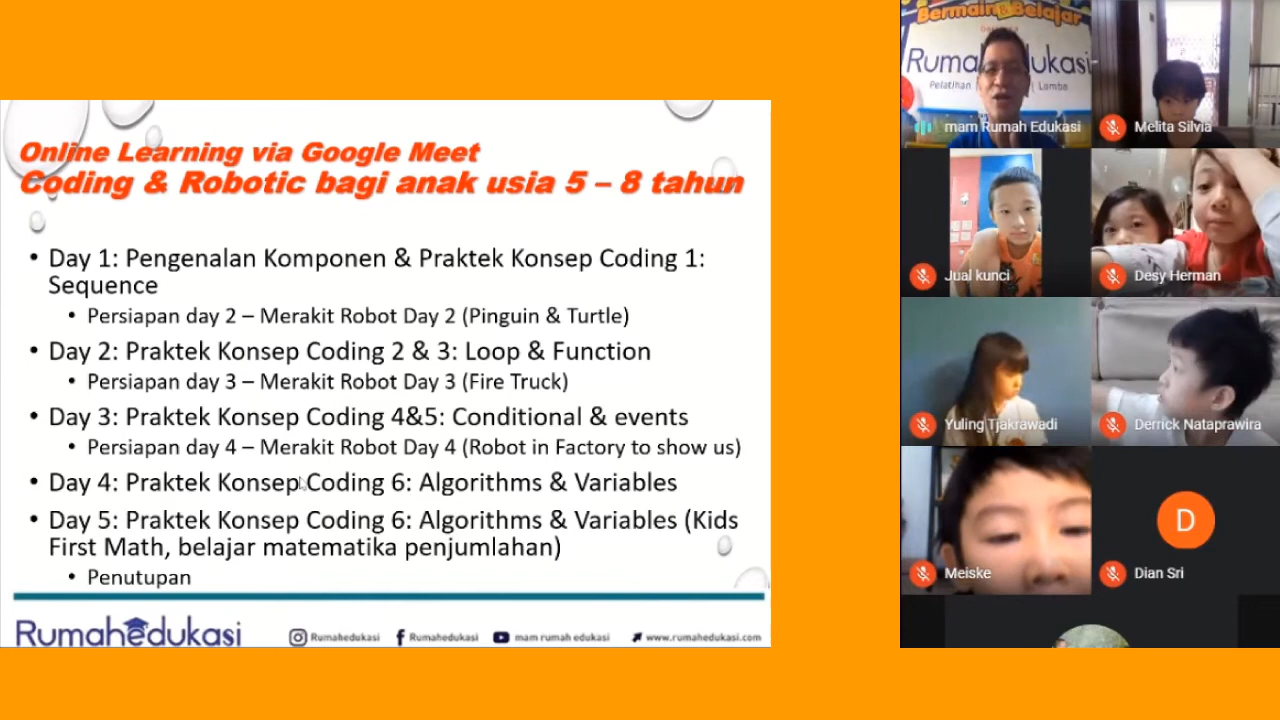 Online Learning via Google Meet
Coding & Robotic bagi anak usia 5 – 8 tahun
• Day 1: Pengenalan Komponen & Praktek Konsep Coding 1:
Sequence
• Persiapan day 2 – Merakit Robot Day 2 (Pinguin & Turtle)
• Day 2: Praktek Konsep Coding 2 & 3: Loop & Function
• Persiapan day 3 – Merakit Robot Day 3 (Fire Truck)
• Day 3: Praktek Konsep Coding 4&5: Conditional & events
• Persiapan day 4 – Merakit Robot Day 4 (Robot in Factory to show us)
• Day 4: Praktek Konsep Coding 6: Algorithms & Variables
• Day 5: Praktek Konsep Coding 6: Algorithms & Variables (Kids
First Math, belajar matematika penjumlahan)
• Penutupan
RumahEdukasi
Rumahedukasi
Rumahedukasi
mam rumah edukasi
www.rumahedukasi.com
Bermain & Belajar
Pelatihan
Lomba
mam Rumah Edukasi
Melita Silvia
Jual kunci
Desy Herman
Yuling Tjakrawadi
Derrick Nataprawira
Meiske
D
Dian Sri